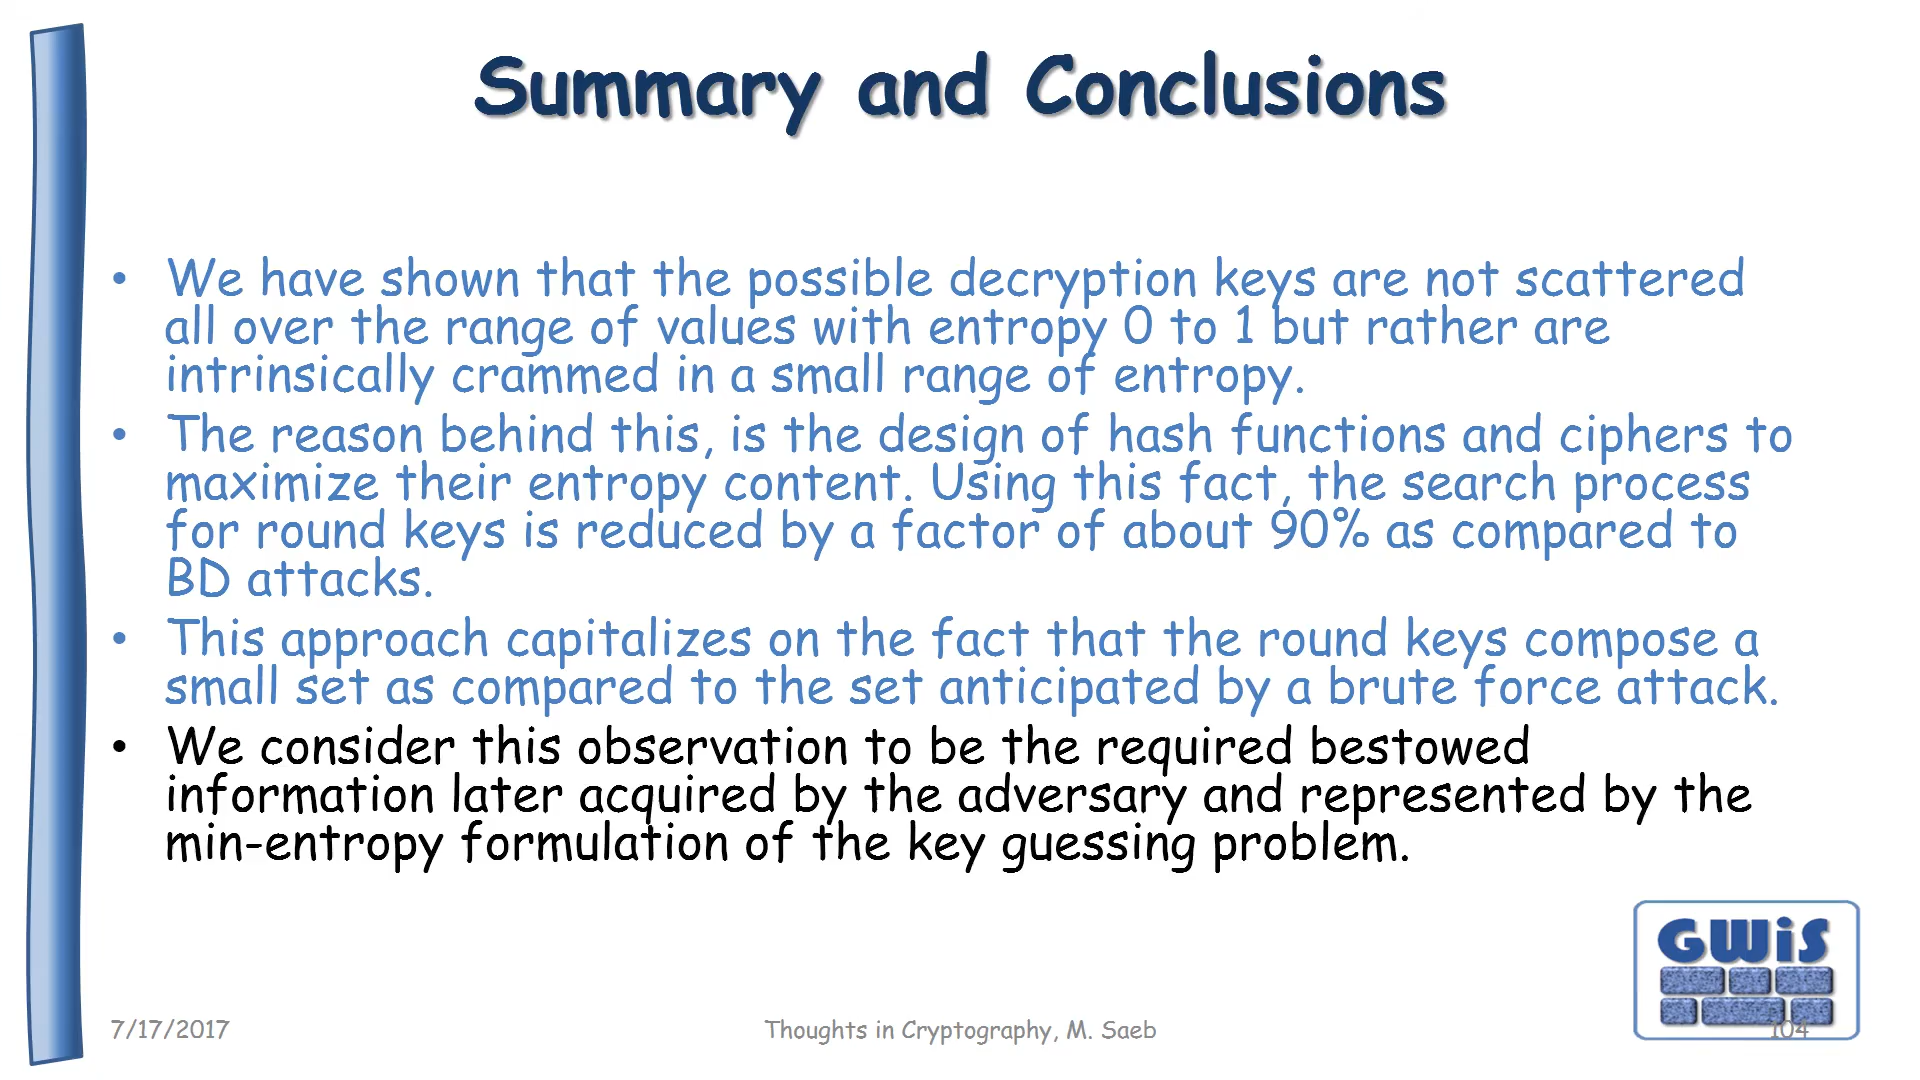 Summary and Conclusions
• We have shown that the possible decryption keys are not scattered
all over the range of values with entropy 0 to 1 but rather are
intrinsically crammed in a small range of entropy.
• The reason behind this, is the design of hash functions and ciphers to
maximize their entropy content. Using this fact, the search process
for round keys is reduced by a factor of about 90% as compared to
BD attacks.
• This approach capitalizes on the fact that the round keys compose a
small set as compared to the set anticipated by a brute force attack.
• We consider this observation to be the required bestowed
information later acquired by the adversary and represented by the
min-entropy formulation of the key guessing problem.
GWiS
7/17/2017
Thoughts in Cryptography, M. Saeb
104